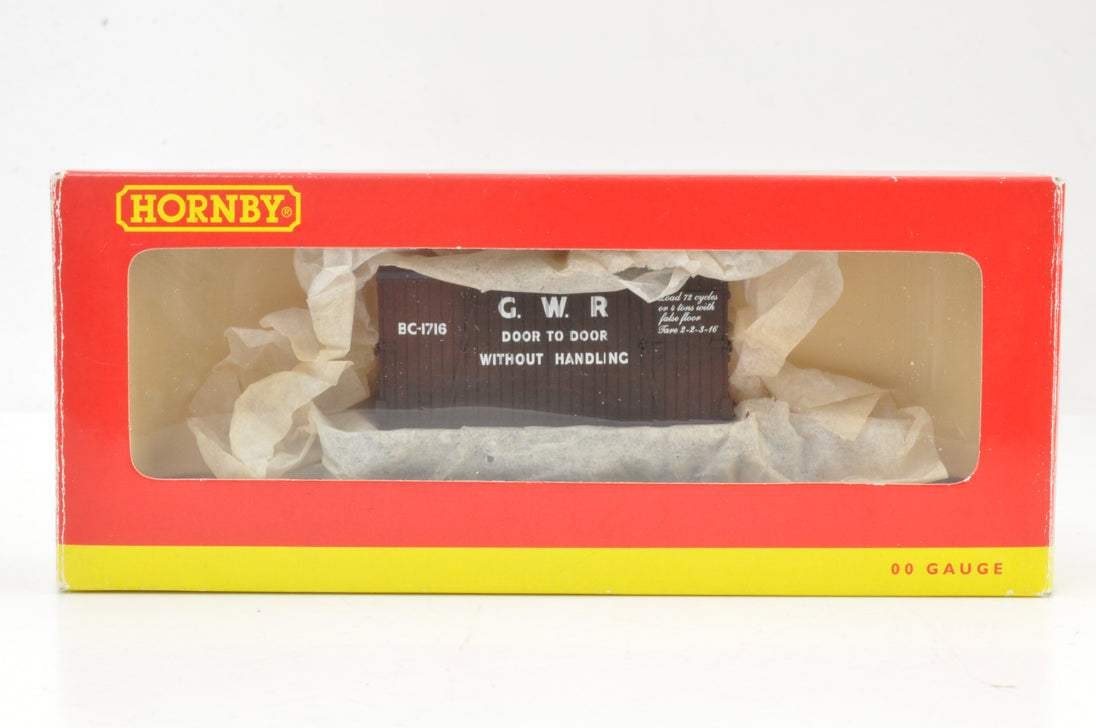 HORNBY®
G. W. R
BC-1716
DOOR TO DOOR
WITHOUT HANDLING
Load 72 cycles
or 4 tons with
false floor
Tare 2-2-3-16
00 GAUGE